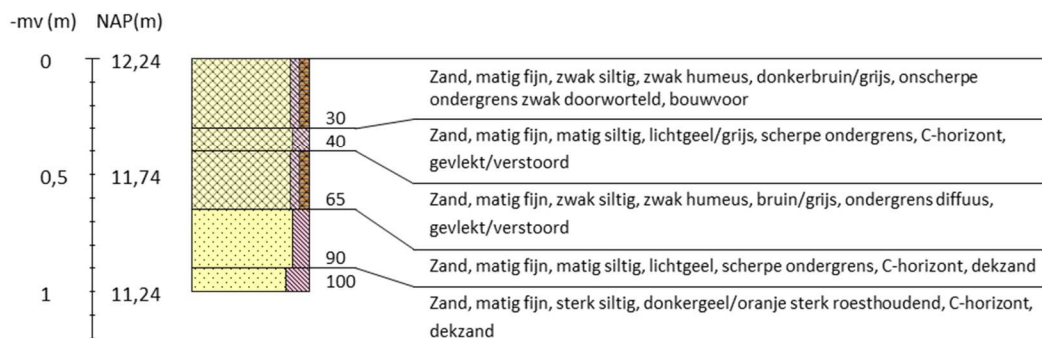 -mv (m) NAP(m)
0 12,24
Zand, matig fijn, zwak siltig, zwak humeus, donkerbruin/grijs, onscherpe
ondergrens zwak doorworteld, bouwvoor
30
Zand, matig fijn, matig siltig, lichtgeel/grijs, scherpe ondergrens, C-horizont,
gevlekt/verstoord
40
0,5 11,74
Zand, matig fijn, zwak siltig, zwak humeus, bruin/grijs, ondergrens diffuus,
gevlekt/verstoord
65
Zand, matig fijn, matig siltig, lichtgeel, scherpe ondergrens, C-horizont, dekzand
90
100
1 11,24
Zand, matig fijn, sterk siltig, donkergeel/oranje sterk roesthoudend, C-horizont,
dekzand